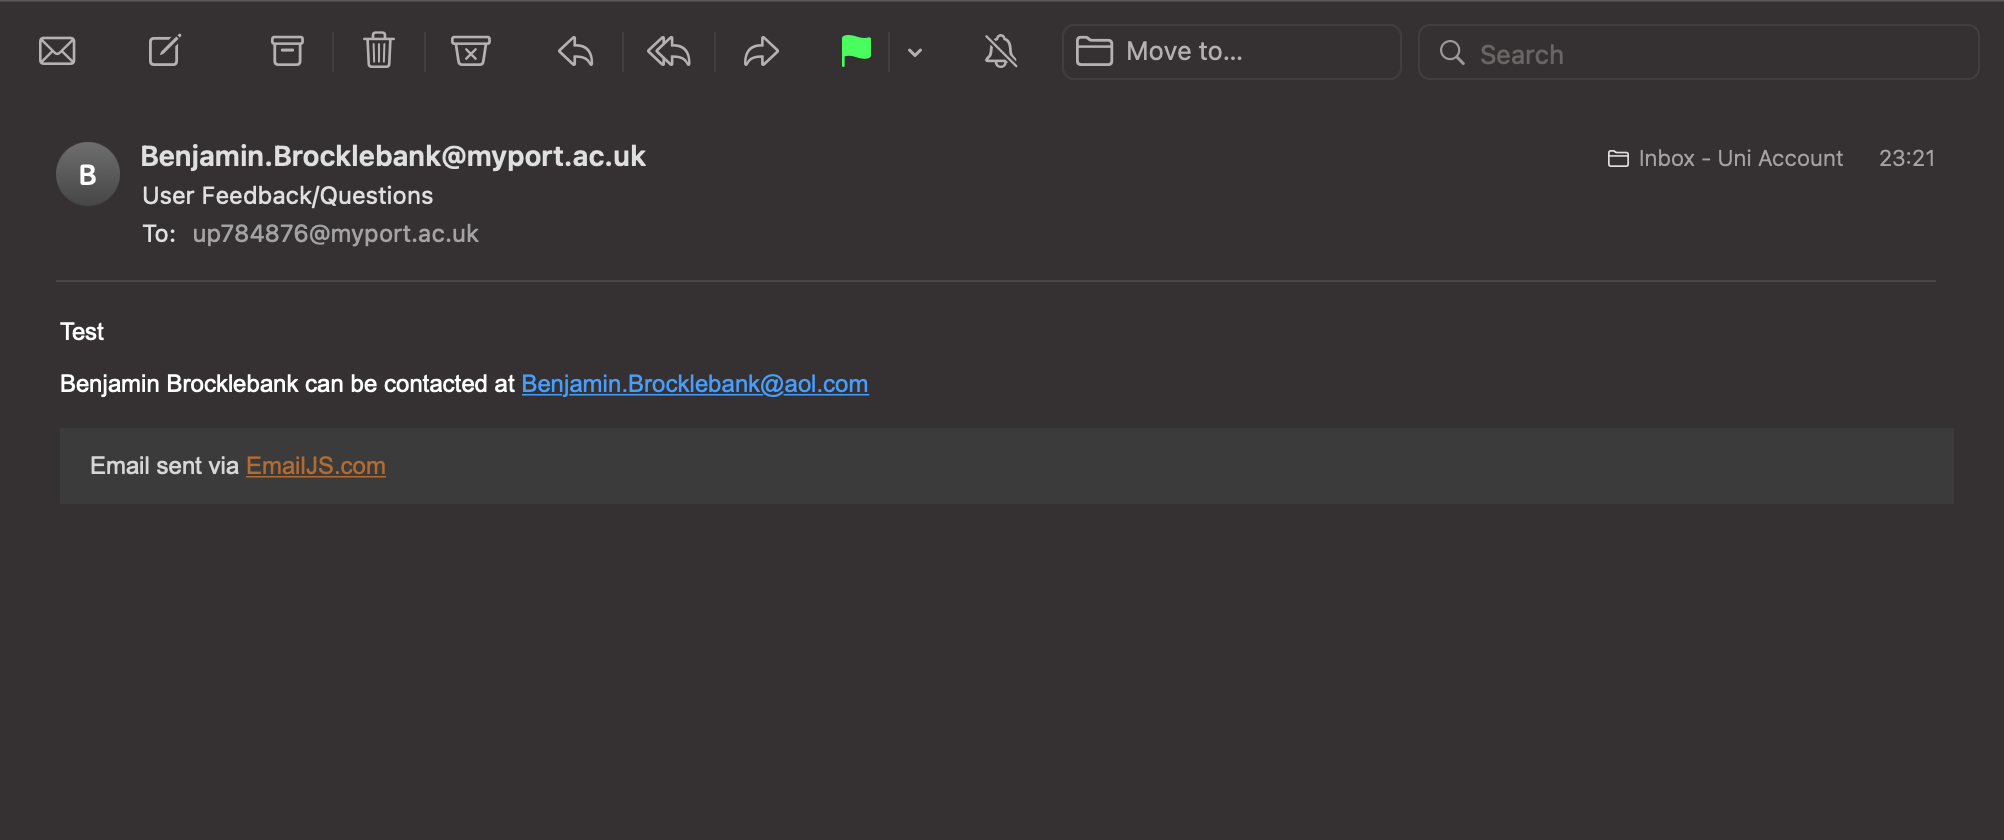 Move to...
Search
B
Benjamin.Brocklebank@myport.ac.uk
Inbox - Uni Account 23:21
User Feedback/Questions
To: up784876@myport.ac.uk
Test
Benjamin Brocklebank can be contacted at Benjamin.Brocklebank@aol.com
Email sent via EmailJS.com